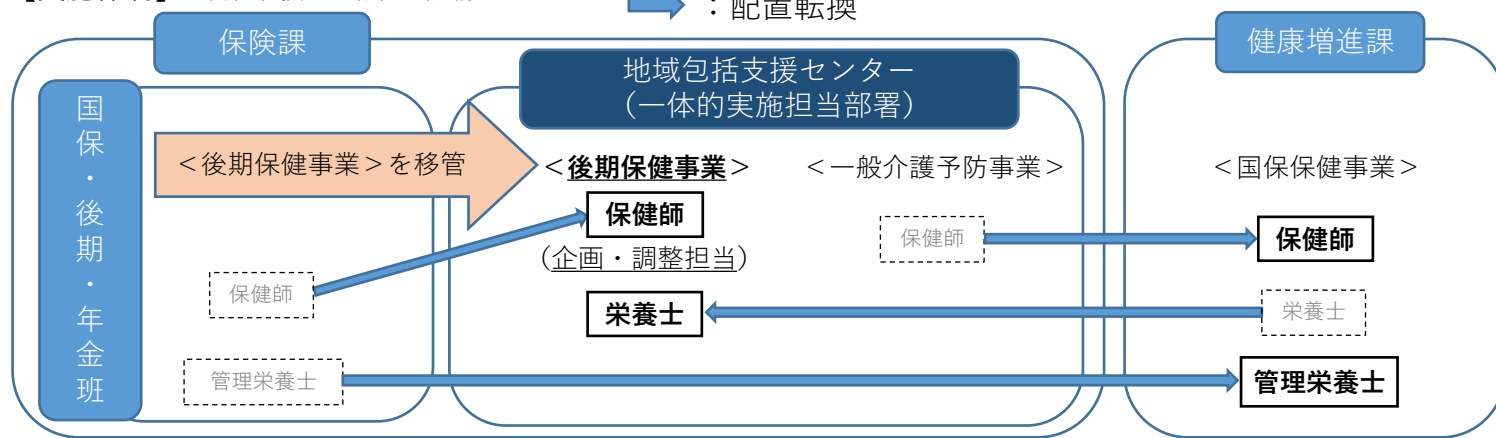 ：配置転換
保険課
健康増進課
地域包括支援センター
（一体的実施担当部署）
国保・後期・年金班
＜後期保健事業＞を移管
＜後期保健事業＞
＜一般介護予防事業＞
＜国保保健事業＞
保健師
（企画・調整担当）
保健師
保健師
保健師
栄養士
栄養士
管理栄養士
管理栄養士